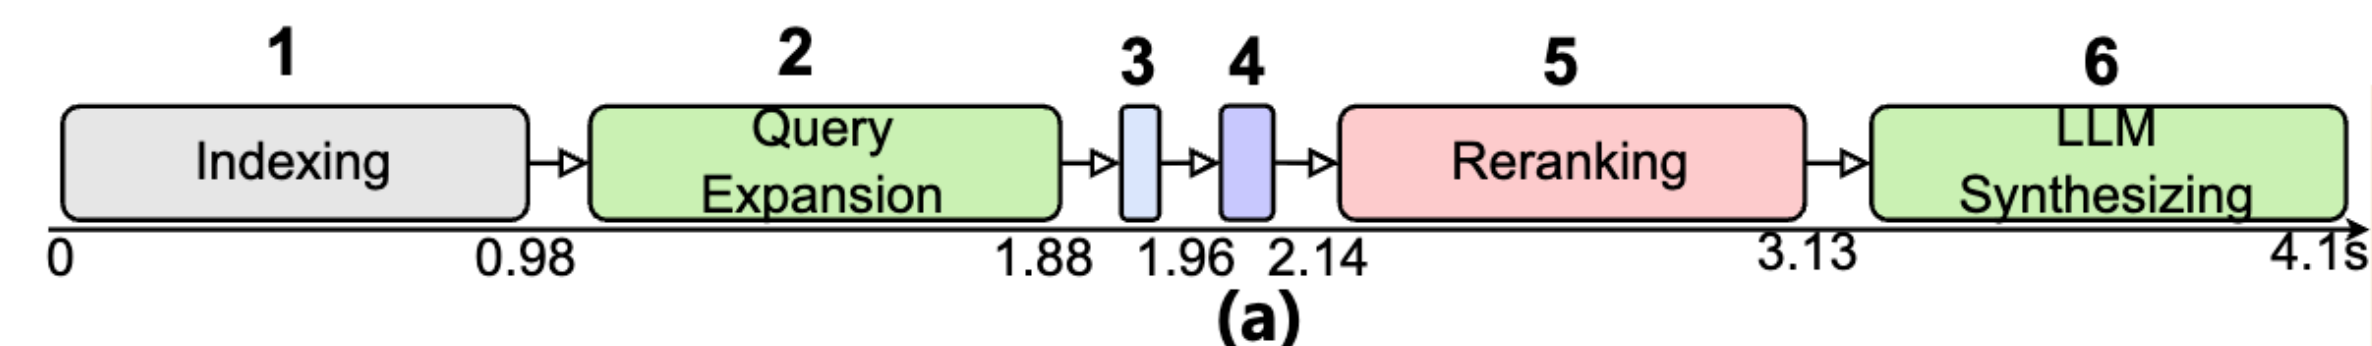 1 2 3 4 5 6
Indexing
Query
Expansion
Reranking
LLM
Synthesizing
0 0.98 1.88 1.96 2.14 3.13 4.1s
(a)